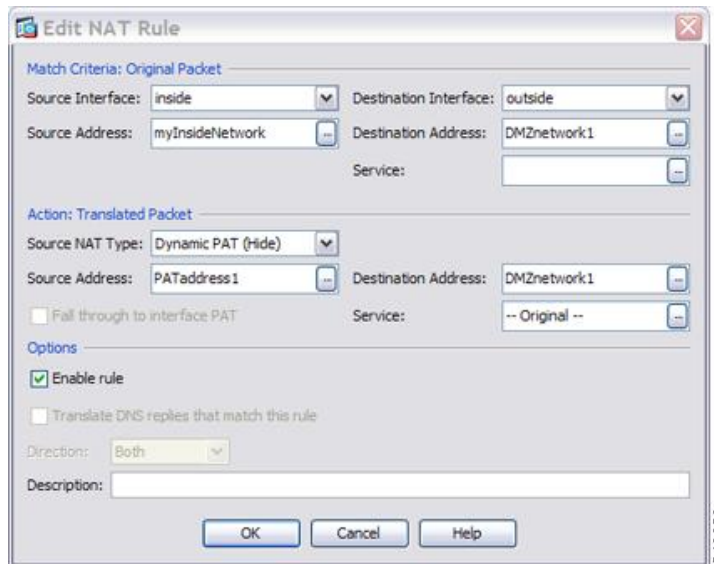 Edit NAT Rule
Match Criteria: Original Packet
Source Interface: inside Destination Interface: outside
Source Address: myInsideNetwork ... Destination Address: DMZnetwork1 ...
Service: ...
Action: Translated Packet
Source NAT Type: Dynamic PAT (Hide)
Source Address: PATaddress1 ... Destination Address: DMZnetwork1 ...
Fall through to interface PAT Service: -- Original -- ...
Options
Enable rule
Translate DNS replies that match this rule
Direction: Both
Description:
OK Cancel Help